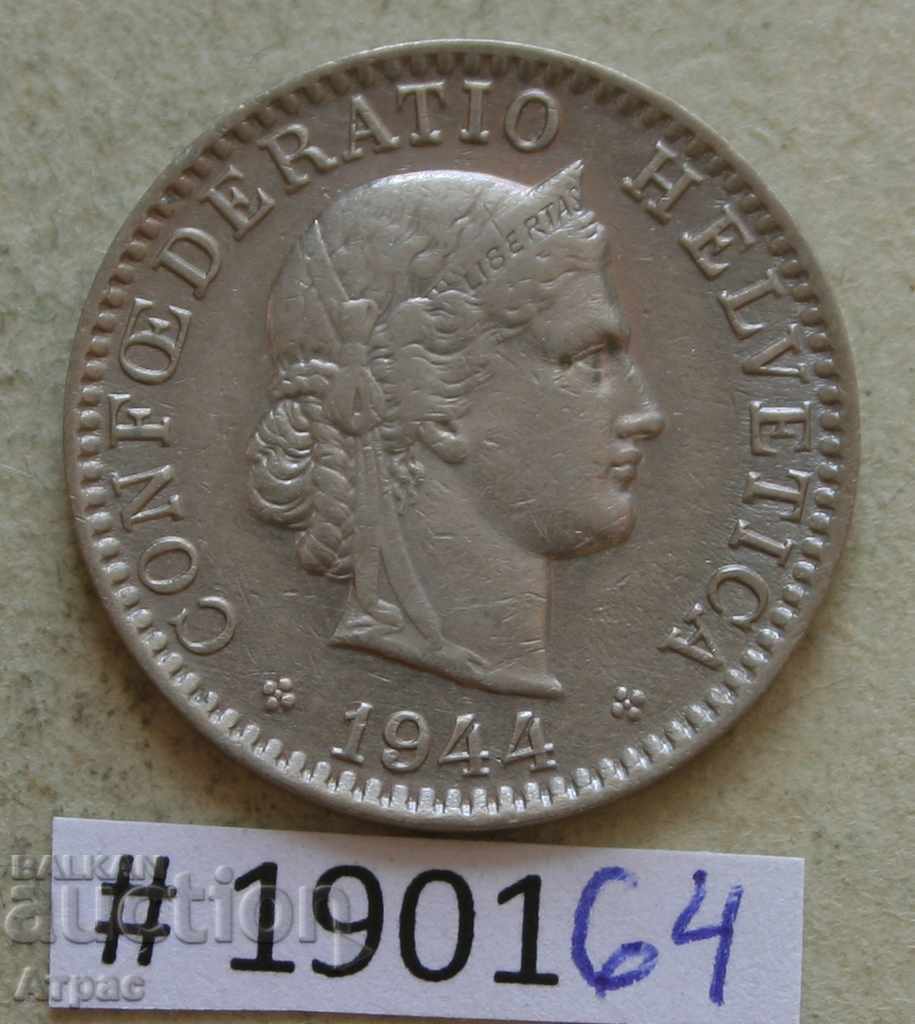 CONFŒDERATIO HELVETICA
LIBERTAS
1944
# 190164
BALKAN
auction
Атрас